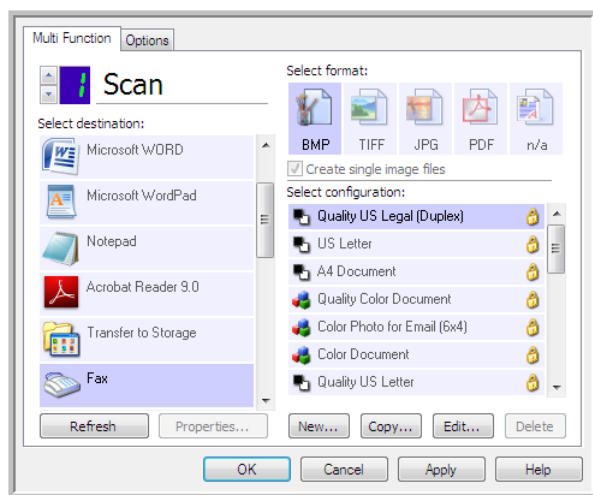 Multi Function
Options
1
Scan
Select destination:
Microsoft WORD
Microsoft WordPad
Notepad
Acrobat Reader 9.0
Transfer to Storage
Fax
Refresh
Properties...
Select format:
BMP
TIFF
JPG
PDF
n/a
Create single image files
Select configuration:
Quality US Legal (Duplex)
US Letter
A4 Document
Quality Color Document
Color Photo for Email (6x4)
Color Document
Quality US Letter
New...
Copy...
Edit...
Delete
OK
Cancel
Apply
Help